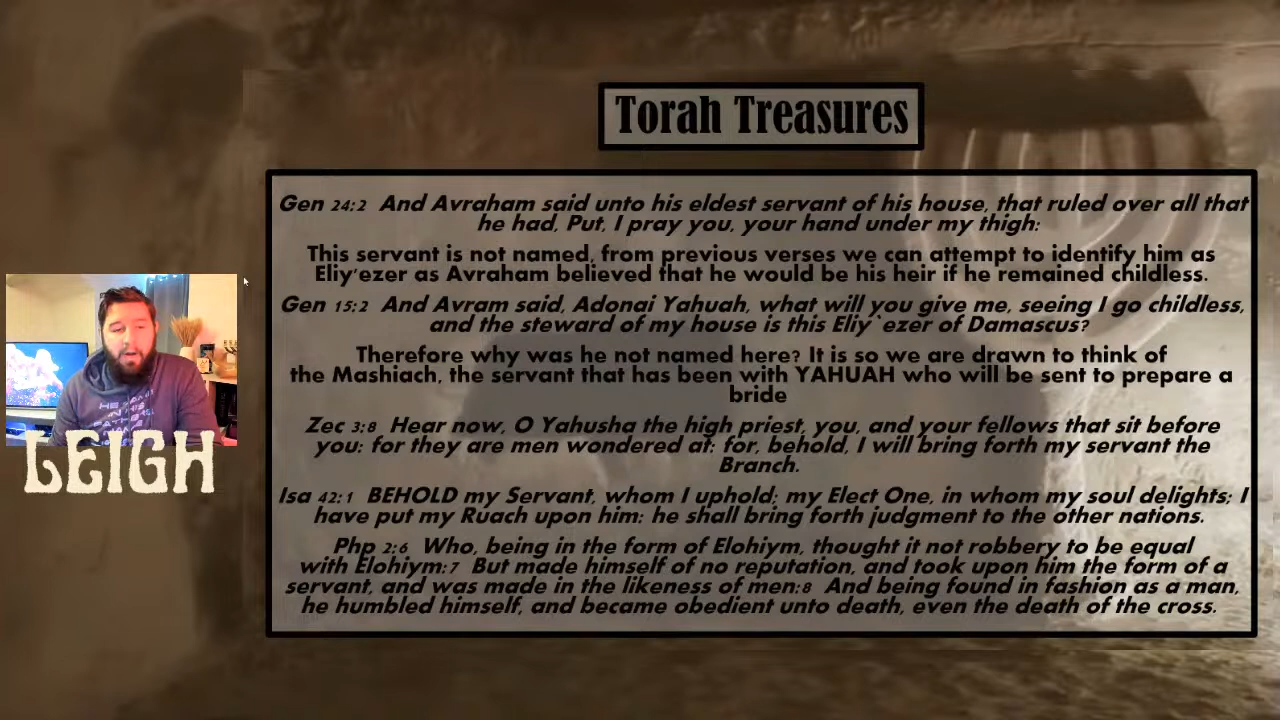 Torah Treasures
Gen 24:2 And Avraham said unto his eldest servant of his house, that ruled over all that
he had, Put, I pray you, your hand under my thigh:
This servant is not named, from previous verses we can attempt to identify him as
Eliy'ezer as Avraham believed that he would be his heir if he remained childless.
Gen 15:2 And Avram said, Adonai Yahuah, what will you give me, seeing I go childless,
and the steward of my house is this Eliy`ezer of Damascus?
Therefore why was he not named here? It is so we are drawn to think of
the Mashiach, the servant that has been with YAHUAH who will be sent to prepare a
bride
Zec 3:8 Hear now, O Yahusha the high priest, you, and your fellows that sit before
you: for they are men wondered at: for, behold, I will bring forth my servant the
Branch.
Isa 42:1 BEHOLD my Servant, whom I uphold; my Elect One, in whom my soul delights; I
have put my Ruach upon him: he shall bring forth judgment to the other nations.
Php 2:6 Who, being in the form of Elohiym, thought it not robbery to be equal
with Elohiym:7 But made himself of no reputation, and took upon him the form of a
servant, and was made in the likeness of men:8 And being found in fashion as a man,
he humbled himself, and became obedient unto death, even the death of the cross.
LEIGH